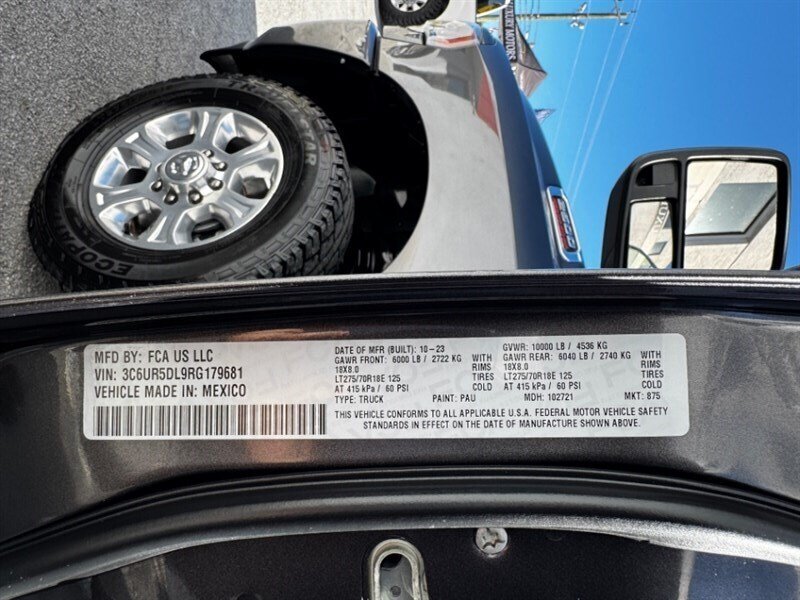 MFD BY: FCA US LLC
VIN: 3C6UR5DL9RG179681
VEHICLE MADE IN: MEXICO
DATE OF MFR (BUILT): 10-23
GAWR FRONT: 6000 LB / 2722 KG WITH
18X8.0 RIMS
LT275/70R18E 125 TIRES
AT 415 kPa / 60 PSI COLD
TYPE: TRUCK PAINT: PAU
GVWR: 10000 LB / 4536 KG
GAWR REAR: 6040 LB / 2740 KG WITH
18X8.0 RIMS
LT275/70R18E 125 TIRES
AT 415 kPa / 60 PSI COLD
MDH: 102721 MKT: 875
THIS VEHICLE CONFORMS TO ALL APPLICABLE U.S.A. FEDERAL MOTOR VEHICLE SAFETY
STANDARDS IN EFFECT ON THE DATE OF MANUFACTURE SHOWN ABOVE.
LUXURY MOTORS